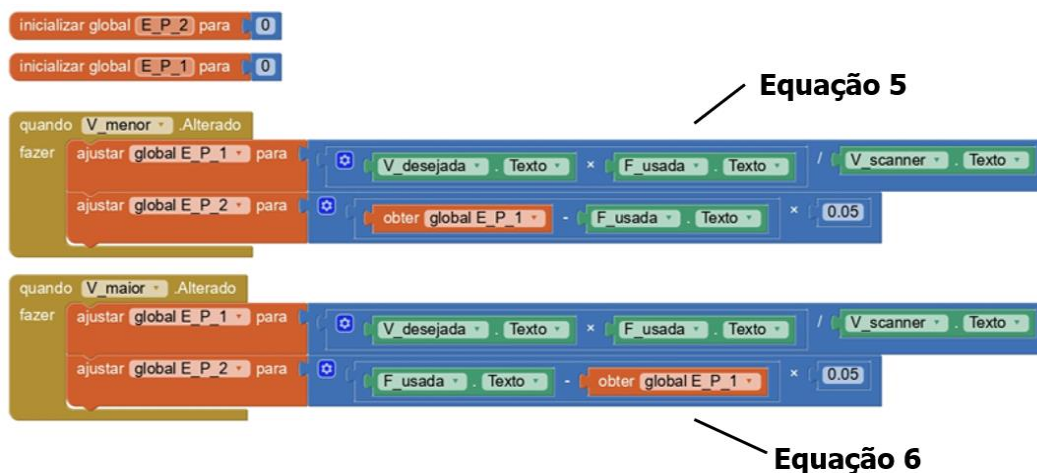 inicializar global E_P_2 para 0
inicializar global E_P_1 para 0
Equação 5
quando V_menor .Alterado
fazer ajustar global E_P_1 para V_desejada . Texto × F_usada . Texto / V_scanner . Texto
ajustar global E_P_2 para obter global E_P_1 - F_usada . Texto × 0.05
quando V_maior .Alterado
fazer ajustar global E_P_1 para V_desejada . Texto × F_usada . Texto / V_scanner . Texto
ajustar global E_P_2 para F_usada . Texto - obter global E_P_1 × 0.05
Equação 6